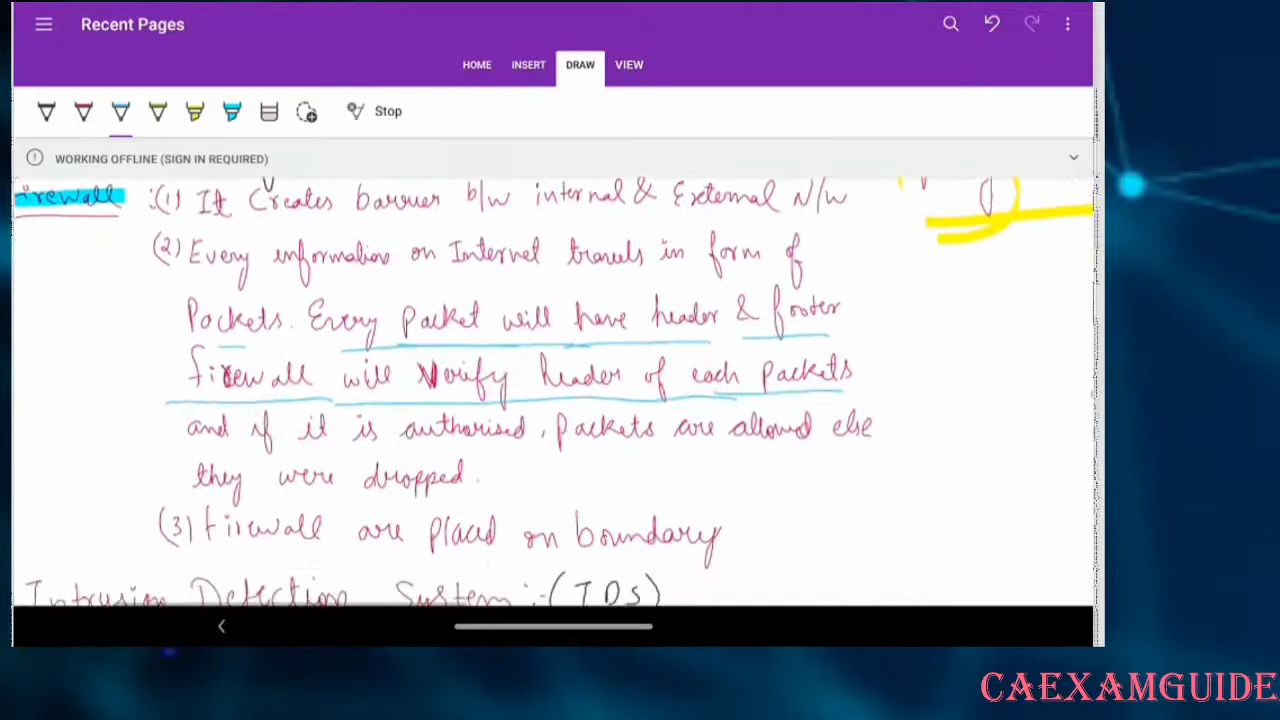 Recent Pages
HOME INSERT DRAW VIEW
Stop
WORKING OFFLINE (SIGN IN REQUIRED)
irewall :(1) It Creates barrier b/w internal & External N/w
(2) Every information on Internet travels in form of
Packets. Every packet will have header & footer
firewall will Verify header of each packets
and if it is authorised, packets are allowed else
they were dropped.
(3) firewall are placed on boundary
Intrusion Detection System :- (IDS)
CAEXAMGUIDE